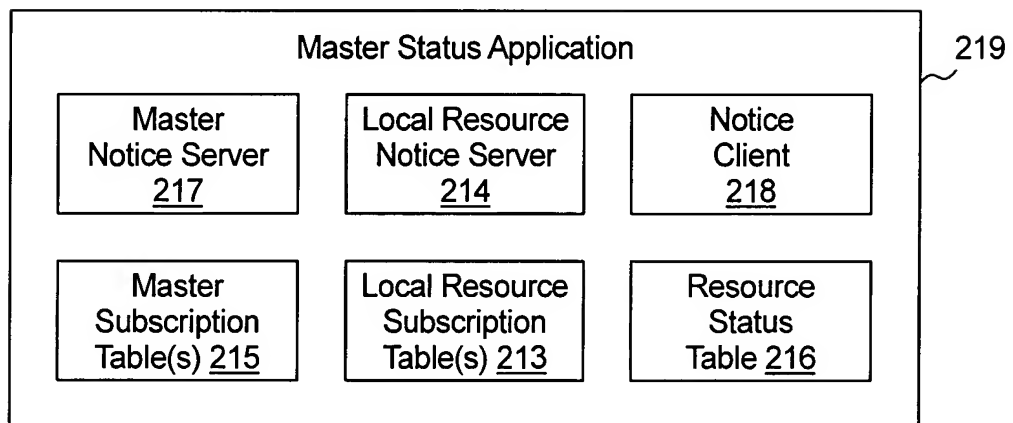 Master Status Application
219
Master
Notice Server
217
Local Resource
Notice Server
214
Notice
Client
218
Master
Subscription
Table(s) 215
Local Resource
Subscription
Table(s) 213
Resource
Status
Table 216